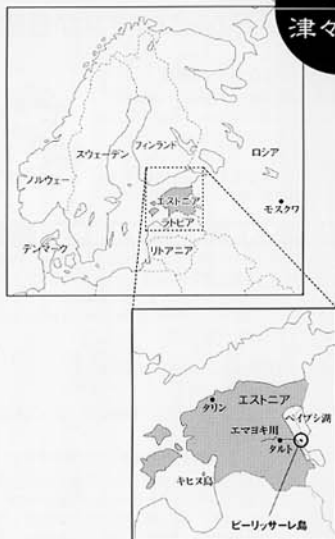 津々
フィンランド
スウェーデン
ロシア
ノルウェー
エストニア
モスクワ
ラトビア
デンマーク
リトアニア
エストニア
タリン
ペイプシ湖
エマヨキ川
タルト
キヒヌ島
ピーリッサーレ島